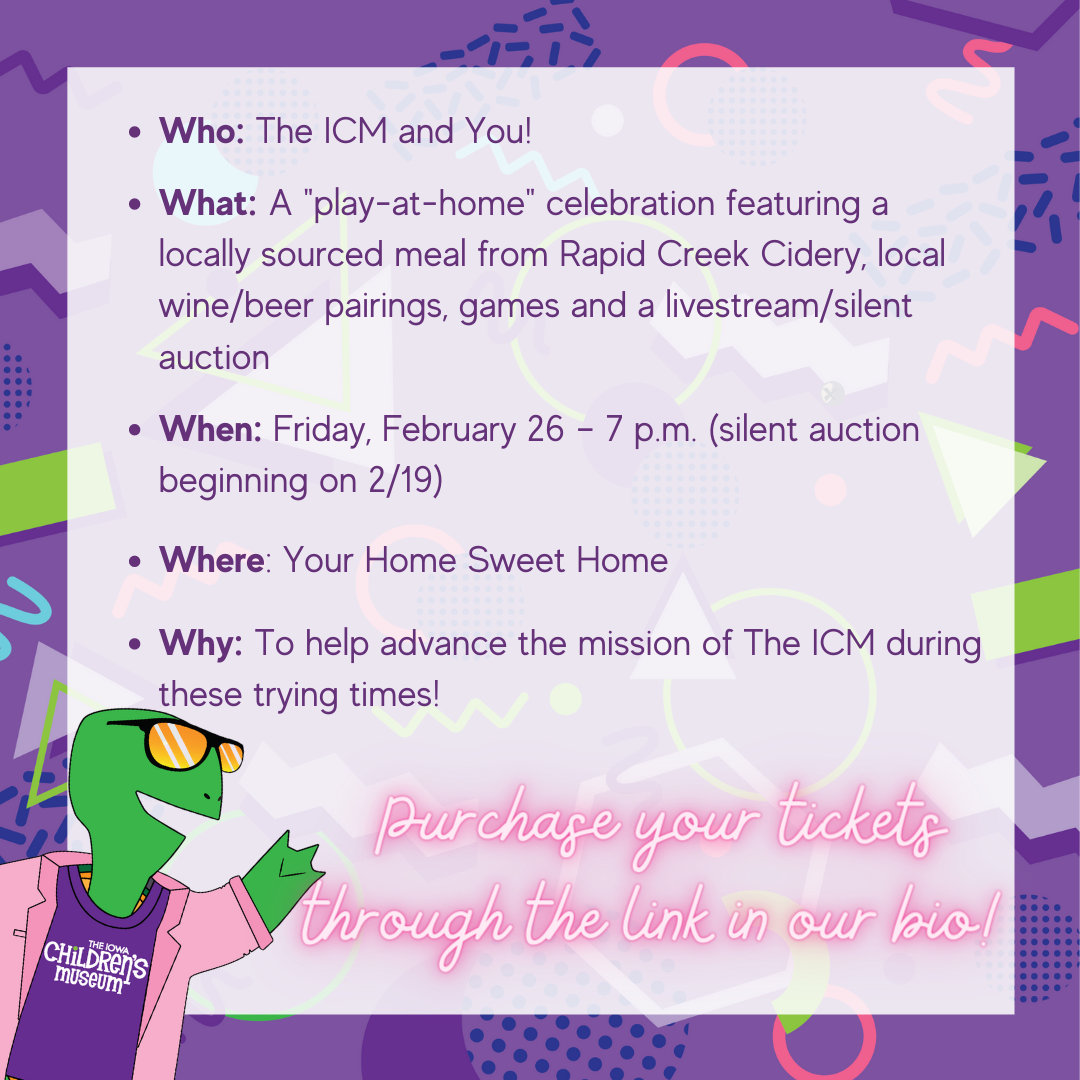 • Who: The ICM and You!
• What: A "play-at-home" celebration featuring a
locally sourced meal from Rapid Creek Cidery, local
wine/beer pairings, games and a livestream/silent
auction
• When: Friday, February 26 – 7 p.m. (silent auction
beginning on 2/19)
• Where: Your Home Sweet Home
• Why: To help advance the mission of The ICM during
these trying times!
Purchase your tickets
through the link in our bio!
THE IOWA
CHiLDREN'S
MUSEUM